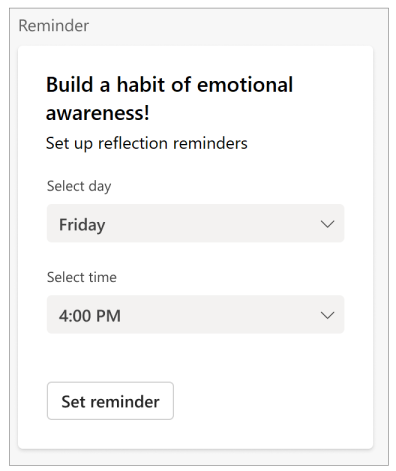 Reminder
Build a habit of emotional
awareness!
Set up reflection reminders
Select day
Friday
Select time
4:00 PM
Set reminder